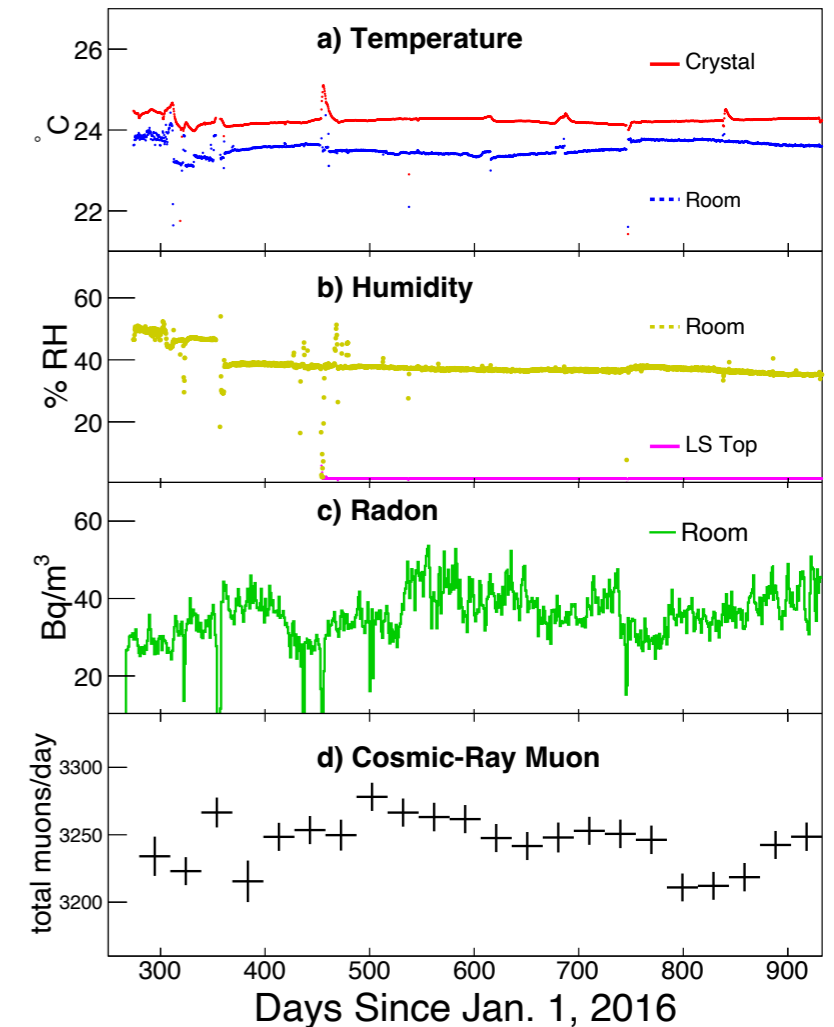 a) Temperature
26
24
22
°C
Crystal
Room
b) Humidity
60
40
20
% RH
Room
LS Top
c) Radon
60
40
20
Bq/m³
Room
d) Cosmic-Ray Muon
3300
3250
3200
total muons/day
300 400 500 600 700 800 900
Days Since Jan. 1, 2016